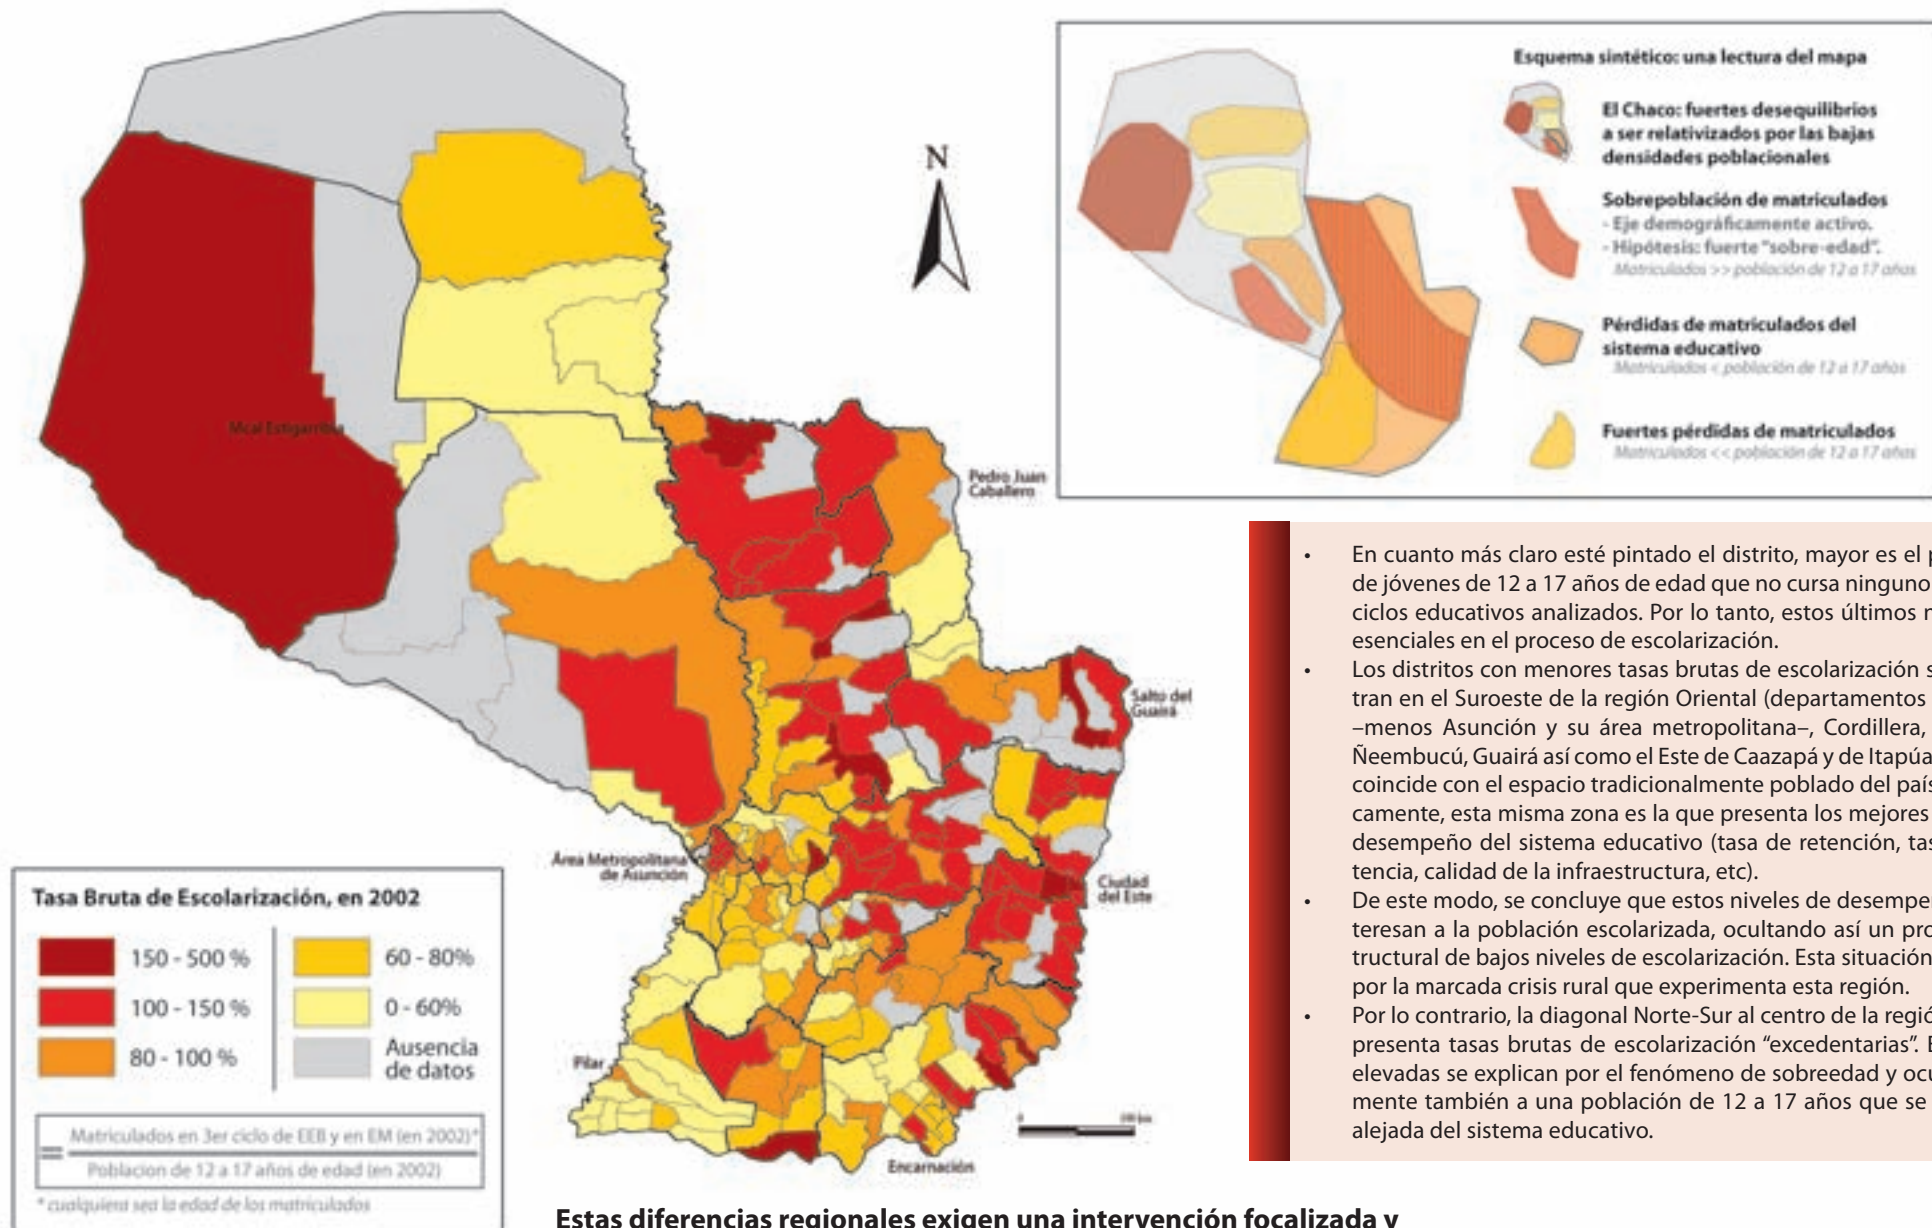 Esquema sintético: una lectura del mapa
El Chaco: fuertes desequilibrios
a ser relativizados por las bajas
densidades poblacionales
Sobrepoblación de matriculados
- Eje demográficamente activo.
- Hipótesis: fuerte "sobre-edad".
Matriculados >> población de 12 a 17 años
Pérdidas de matriculados del
sistema educativo
Matriculados < población de 12 a 17 años
Fuertes pérdidas de matriculados
Matriculados << población de 12 a 17 años
N
Mcal Estigarribia
Pedro Juan
Caballero
Salto del
Guairá
Área Metropolitana
de Asunción
Ciudad
del Este
Pilar
Encarnación
0 100 km
Tasa Bruta de Escolarización, en 2002
150 - 500 %
100 - 150 %
80 - 100 %
60 - 80%
0 - 60%
Ausencia
de datos
= Matriculados en 3er ciclo de EEB y en EM (en 2002)*
Poblacion de 12 a 17 años de edad (en 2002)
* cualquiera sea la edad de los matriculados
• En cuanto más claro esté pintado el distrito, mayor es el p
de jóvenes de 12 a 17 años de edad que no cursa ninguno
ciclos educativos analizados. Por lo tanto, estos últimos n
esenciales en el proceso de escolarización.
• Los distritos con menores tasas brutas de escolarización s
tran en el Suroeste de la región Oriental (departamentos
–menos Asunción y su área metropolitana–, Cordillera,
Ñeembucú, Guairá así como el Este de Caazapá y de Itapúa
coincide con el espacio tradicionalmente poblado del país
camente, esta misma zona es la que presenta los mejores
desempeño del sistema educativo (tasa de retención, tas
tencia, calidad de la infraestructura, etc).
• De este modo, se concluye que estos niveles de desempe
teresan a la población escolarizada, ocultando así un pro
tructural de bajos niveles de escolarización. Esta situación
por la marcada crisis rural que experimenta esta región.
• Por lo contrario, la diagonal Norte-Sur al centro de la regió
presenta tasas brutas de escolarización “excedentarias”. E
elevadas se explican por el fenómeno de sobreedad y ocu
mente también a una población de 12 a 17 años que se
alejada del sistema educativo.
Estas diferencias regionales exigen una intervención focalizada y